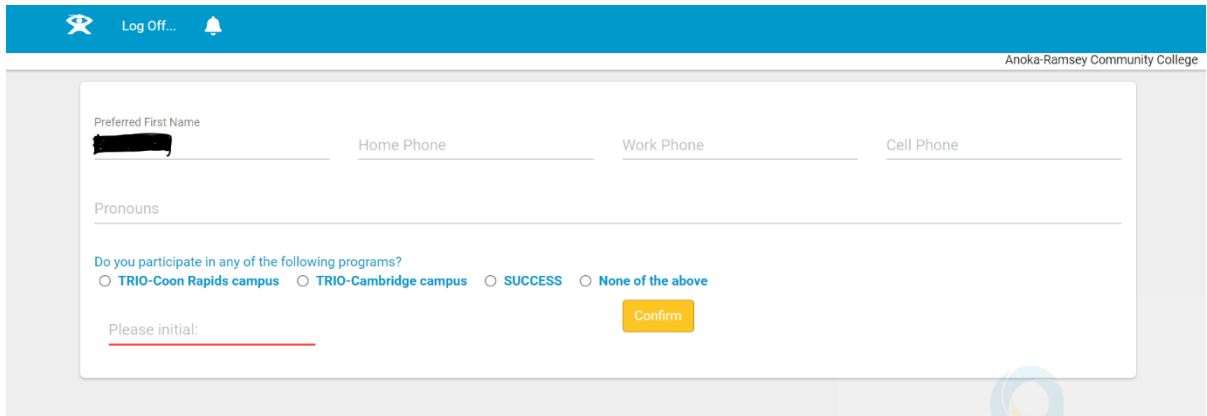 Log Off...
Anoka-Ramsey Community College
Preferred First Name
Home Phone Work Phone Cell Phone
Pronouns
Do you participate in any of the following programs?
TRIO-Coon Rapids campus TRIO-Cambridge campus SUCCESS None of the above
Confirm
Please initial: